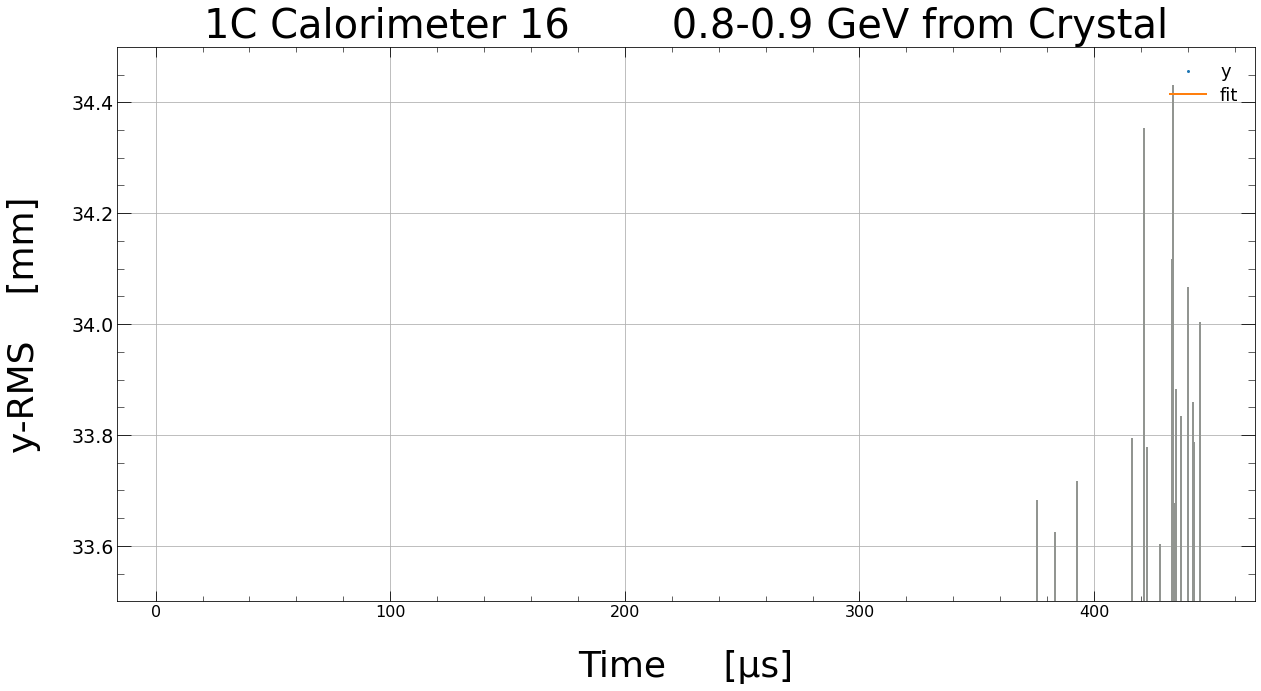 1C Calorimeter 16 0.8-0.9 GeV from Crystal
y
fit
34.4
34.2
34.0
33.8
33.6
y-RMS [mm]
0 100 200 300 400
Time [µs]